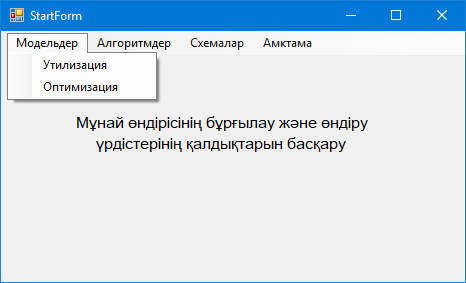 StartForm
Модельдер Алгоритмдер Схемалар Амктама
Утилизация
Оптимизация
Мұнай өндірісінің бұрғылау және өндіру
үрдістерінің қалдықтарын басқару